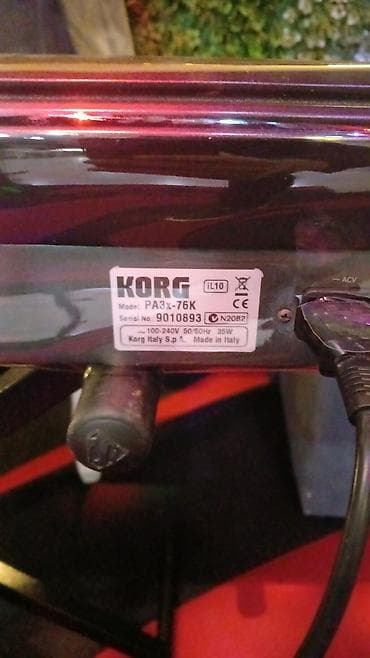 KORG iL10 CE
Model: PA3x-76K
Serial No. 9010893 N2082
100-240V 50/60Hz 35W
Korg Italy S.p.A. Made in Italy
ACV